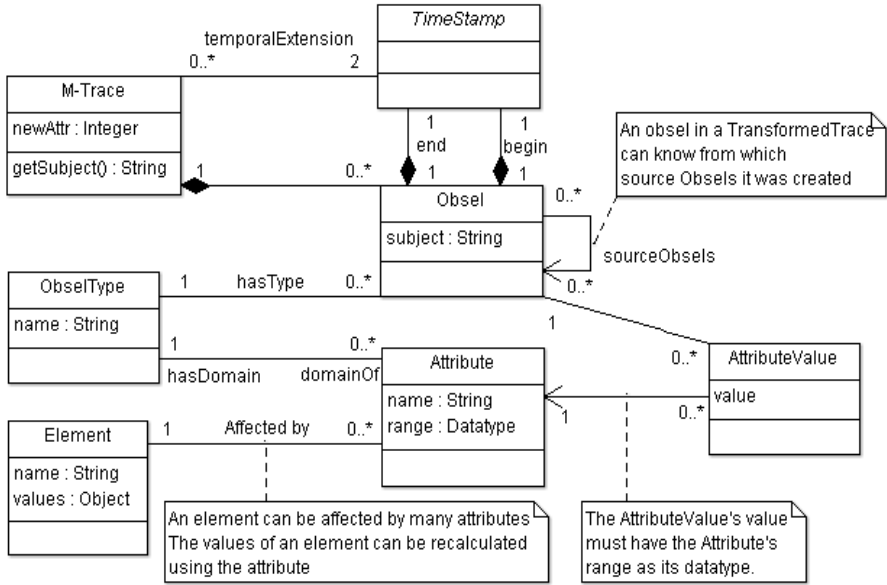 TimeStamp
temporalExtension
0..* 2
M-Trace
newAttr : Integer
getSubject() : String
1 1
end begin
1 0..* 1 1
An obsel in a TransformedTrace
can know from which
source Obsels it was created
Obsel
subject : String
0..*
sourceObsels
0..*
ObselType
name : String
1 hasType 0..*
1 0..*
hasDomain domainOf
1
0..*
Attribute
name : String
range : Datatype
AttributeValue
value
1 0..*
Element
name : String
values : Object
1 Affected by 0..*
An element can be affected by many attributes
The values of an element can be recalculated
using the attribute
The AttributeValue's value
must have the Attribute's
range as its datatype.